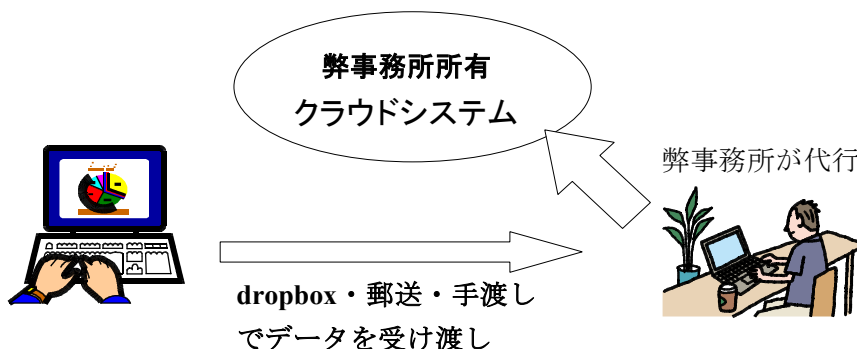 弊事務所所有
クラウドシステム
弊事務所が代行
dropbox・郵送・手渡し
でデータを受け渡し